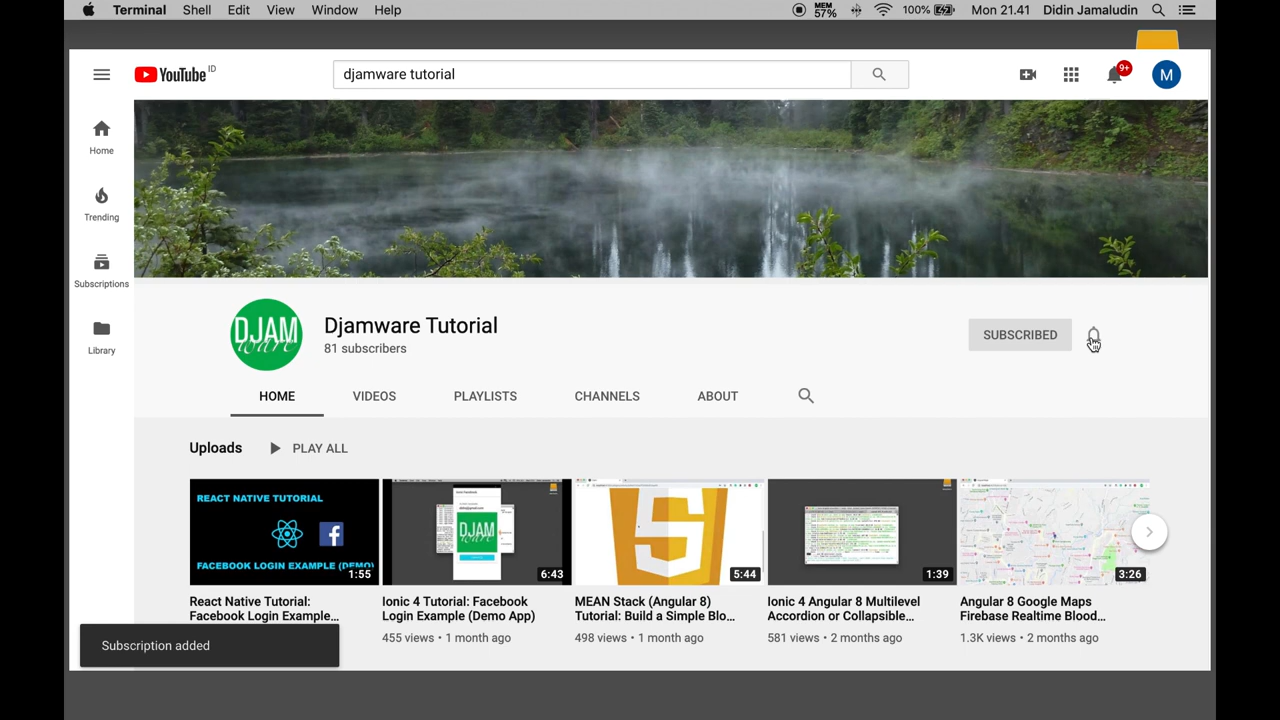 Terminal Shell Edit View Window Help MEM 57% 100% Mon 21.41 Didin Jamaludin
YouTube ID djamware tutorial 9+ M
Home
Trending
Subscriptions
Library
DJAM ware
Djamware Tutorial
81 subscribers
SUBSCRIBED
HOME VIDEOS PLAYLISTS CHANNELS ABOUT
Uploads PLAY ALL
REACT NATIVE TUTORIAL
FACEBOOK LOGIN EXAMPLE (DEMO)
DJAM
1:55 6:43 5:44 1:39 3:26
React Native Tutorial:
Facebook Login Example...
Ionic 4 Tutorial: Facebook
Login Example (Demo App)
455 views • 1 month ago
MEAN Stack (Angular 8)
Tutorial: Build a Simple Blo...
498 views • 1 month ago
Ionic 4 Angular 8 Multilevel
Accordion or Collapsible...
581 views • 2 months ago
Angular 8 Google Maps
Firebase Realtime Blood...
1.3K views • 2 months ago
Subscription added